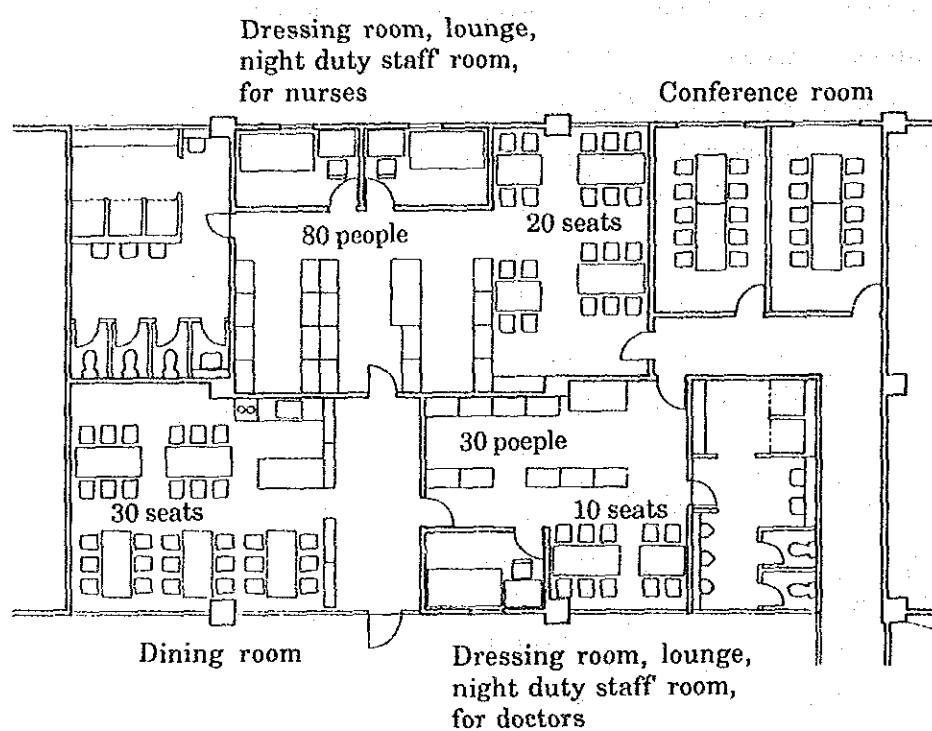 Dressing room, lounge,
night duty staff room,
for nurses
Conference room
80 people
20 seats
30 poeple
30 seats
10 seats
Dining room
Dressing room, lounge,
night duty staff room,
for doctors